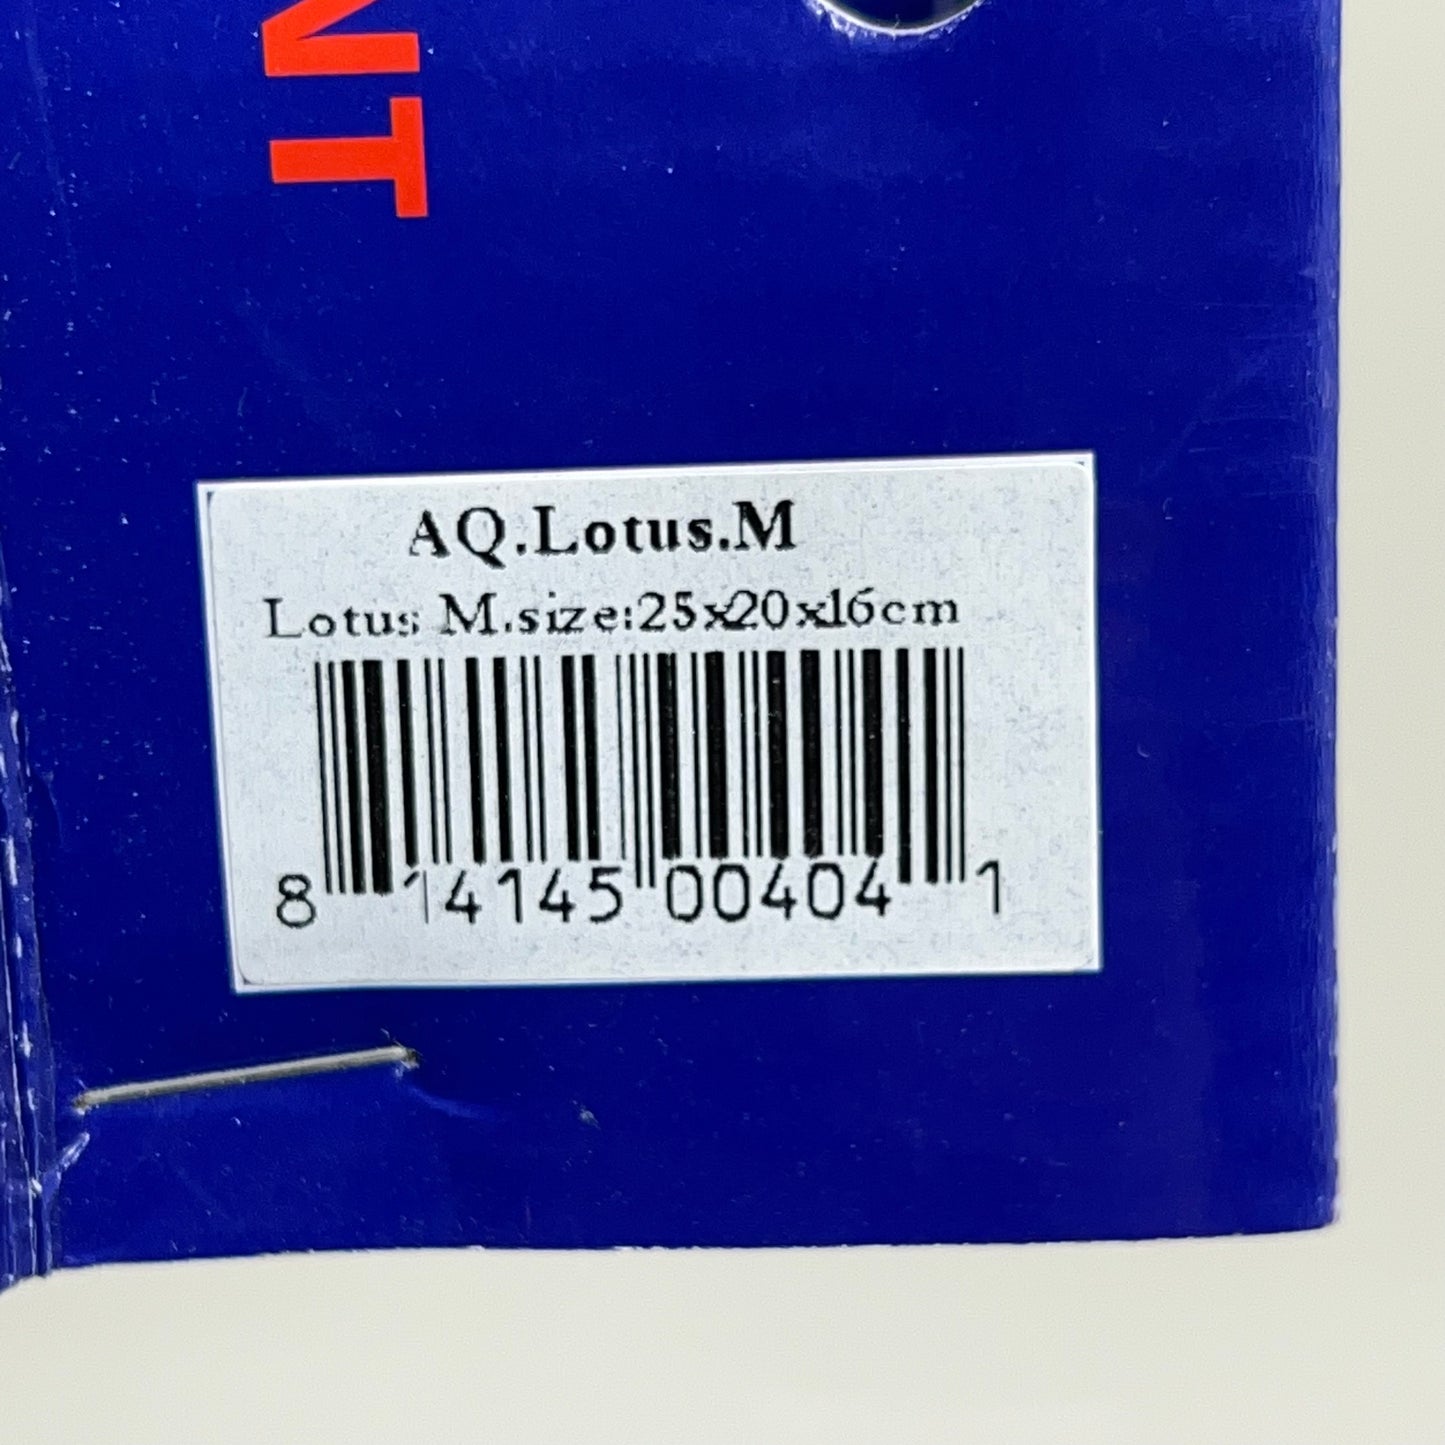 NT
AQ.Lotus.M
Lotus M.size:25x20x16cm
8 14145 00404 1